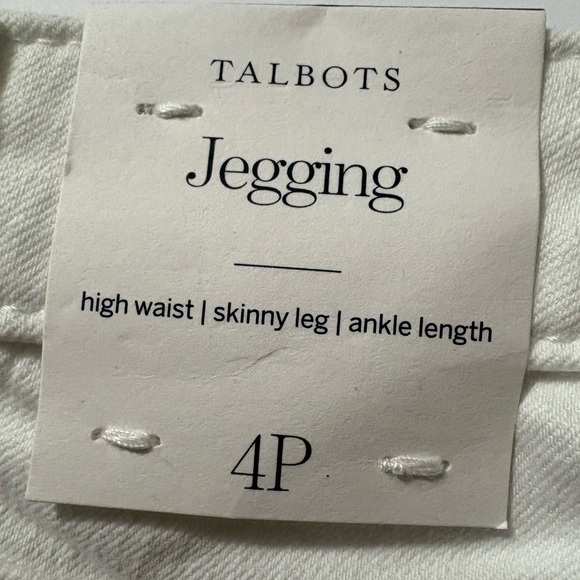 TALBOTS
Jegging
high waist | skinny leg | ankle length
4P